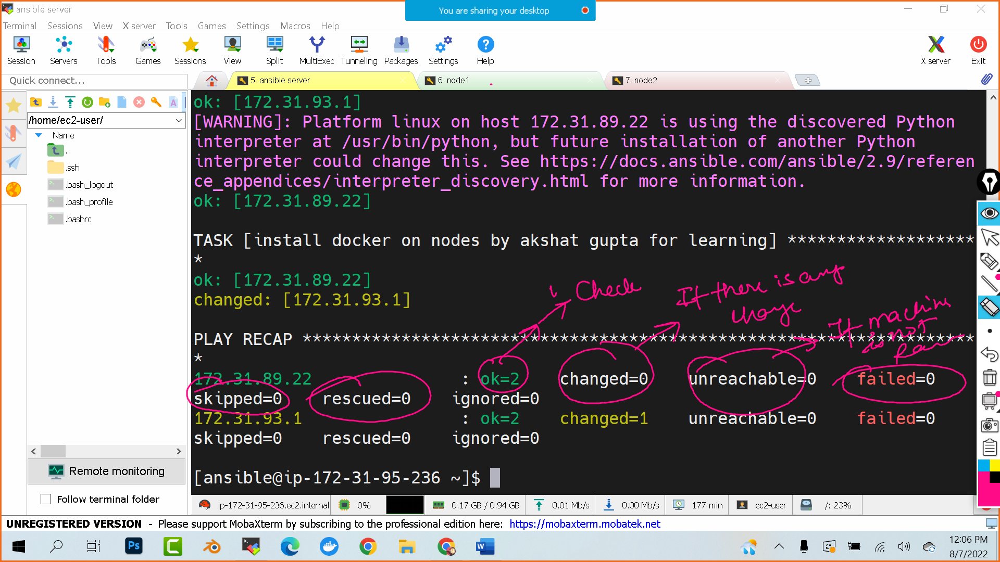 ansible server
You are sharing your desktop
Terminal Sessions View X server Tools Games Settings Macros Help
Session Servers Tools Games Sessions View Split MultiExec Tunneling Packages Settings Help X server Exit
Quick connect...
5. ansible server
6. node1
7. node2
/home/ec2-user/
Name
..
.ssh
.bash_logout
.bash_profile
.bashrc
Remote monitoring
Follow terminal folder
ok: [172.31.93.1]
[WARNING]: Platform linux on host 172.31.89.22 is using the discovered Python
interpreter at /usr/bin/python, but future installation of another Python
interpreter could change this. See https://docs.ansible.com/ansible/2.9/referen
ce_appendices/interpreter_discovery.html for more information.
ok: [172.31.89.22]
TASK [install docker on nodes by akshat gupta for learning] *******************
*
ok: [172.31.89.22]
changed: [172.31.93.1]
Check
If there is any
change
If machine
is not
PLAY RECAP ********************************************************************
*
172.31.89.22 : ok=2 changed=0 unreachable=0 failed=0
skipped=0 rescued=0 ignored=0
172.31.93.1 : ok=2 changed=1 unreachable=0 failed=0
skipped=0 rescued=0 ignored=0
[ansible@ip-172-31-95-236 ~]$
ip-172-31-95-236.ec2.internal 0% 0.17 GB / 0.94 GB 0.01 Mb/s 0.00 Mb/s 177 min ec2-user /: 23%
UNREGISTERED VERSION - Please support MobaXterm by subscribing to the professional edition here: https://mobaxterm.mobatek.net
Ps
C
W
12:06 PM
8/7/2022